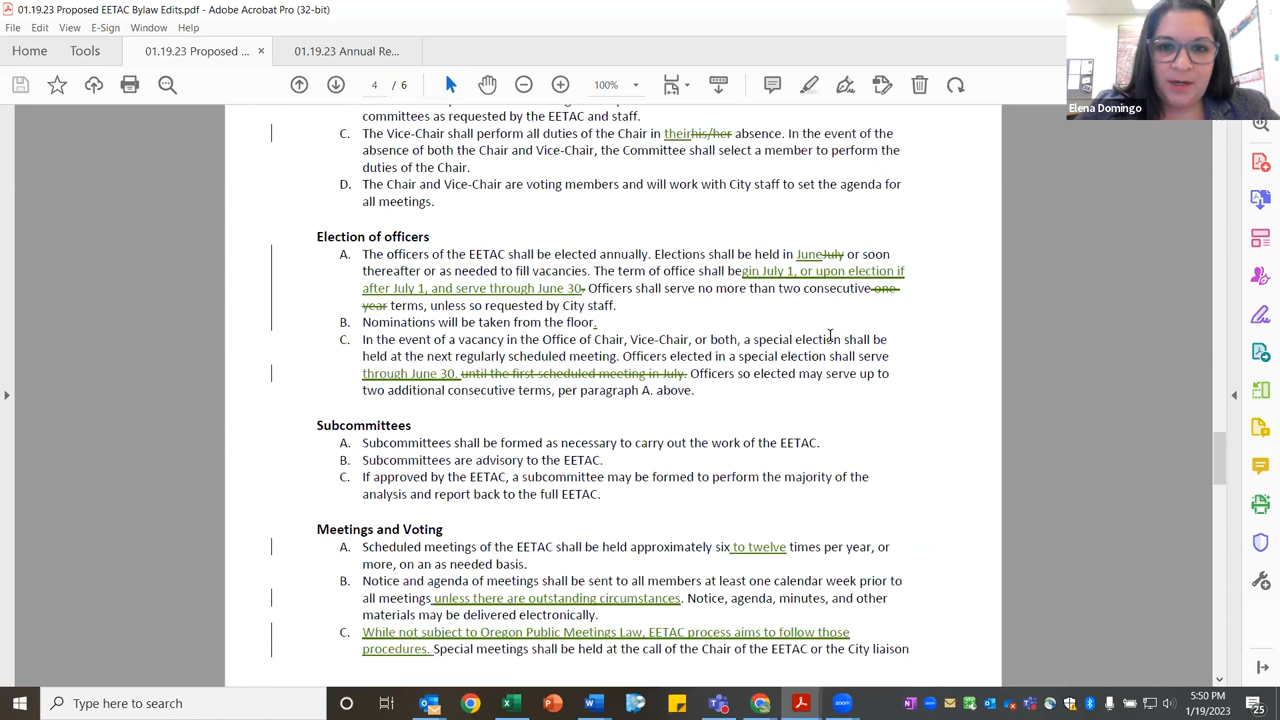 01.19.23 Proposed EETAC Bylaw Edits.pdf - Adobe Acrobat Pro (32-bit)
File Edit View E-Sign Window Help
Home Tools 01.19.23 Proposed ... × 01.19.23 Annual Re...
4 / 6 100%
Elena Domingo
committees is requested by the EETAC and staff.
C. The Vice-Chair shall perform all duties of the Chair in theirhis/her absence. In the event of the
absence of both the Chair and Vice-Chair, the Committee shall select a member to perform the
duties of the Chair.
D. The Chair and Vice-Chair are voting members and will work with City staff to set the agenda for
all meetings.
Election of officers
A. The officers of the EETAC shall be elected annually. Elections shall be held in JuneJuly or soon
thereafter or as needed to fill vacancies. The term of office shall begin July 1, or upon election if
after July 1, and serve through June 30. Officers shall serve no more than two consecutive one
year terms, unless so requested by City staff.
B. Nominations will be taken from the floor.
C. In the event of a vacancy in the Office of Chair, Vice-Chair, or both, a special election shall be
held at the next regularly scheduled meeting. Officers elected in a special election shall serve
through June 30. until the first scheduled meeting in July. Officers so elected may serve up to
two additional consecutive terms, per paragraph A. above.
Subcommittees
A. Subcommittees shall be formed as necessary to carry out the work of the EETAC.
B. Subcommittees are advisory to the EETAC.
C. If approved by the EETAC, a subcommittee may be formed to perform the majority of the
analysis and report back to the full EETAC.
Meetings and Voting
A. Scheduled meetings of the EETAC shall be held approximately six to twelve times per year, or
more, on an as needed basis.
B. Notice and agenda of meetings shall be sent to all members at least one calendar week prior to
all meetings unless there are outstanding circumstances. Notice, agenda, minutes, and other
materials may be delivered electronically.
C. While not subject to Oregon Public Meetings Law, EETAC process aims to follow those
procedures. Special meetings shall be held at the call of the Chair of the EETAC or the City liaison
Type here to search
5:50 PM
1/19/2023
25